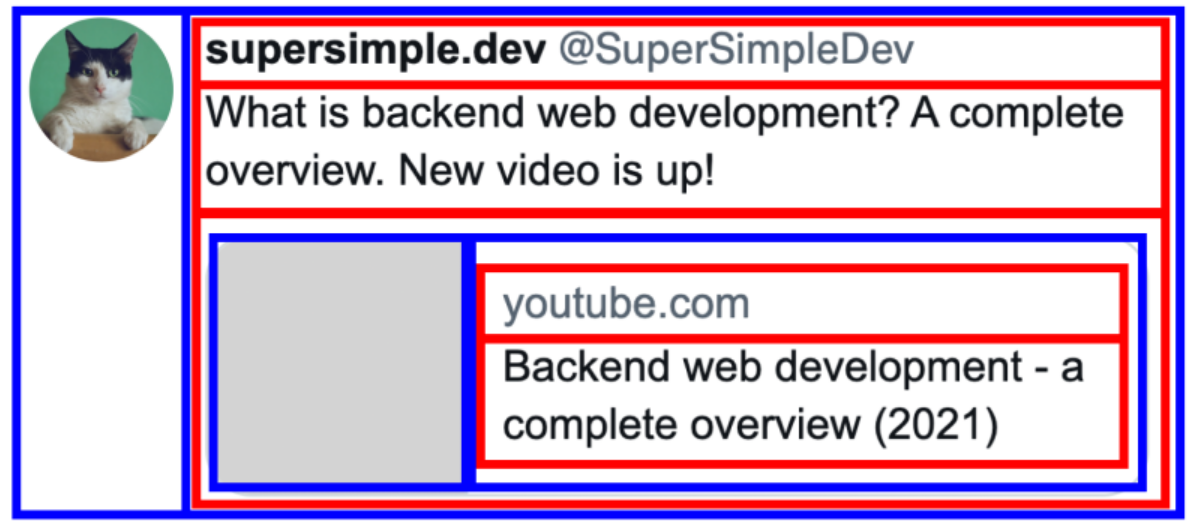 supersimple.dev @SuperSimpleDev
What is backend web development? A complete
overview. New video is up!
youtube.com
Backend web development - a
complete overview (2021)